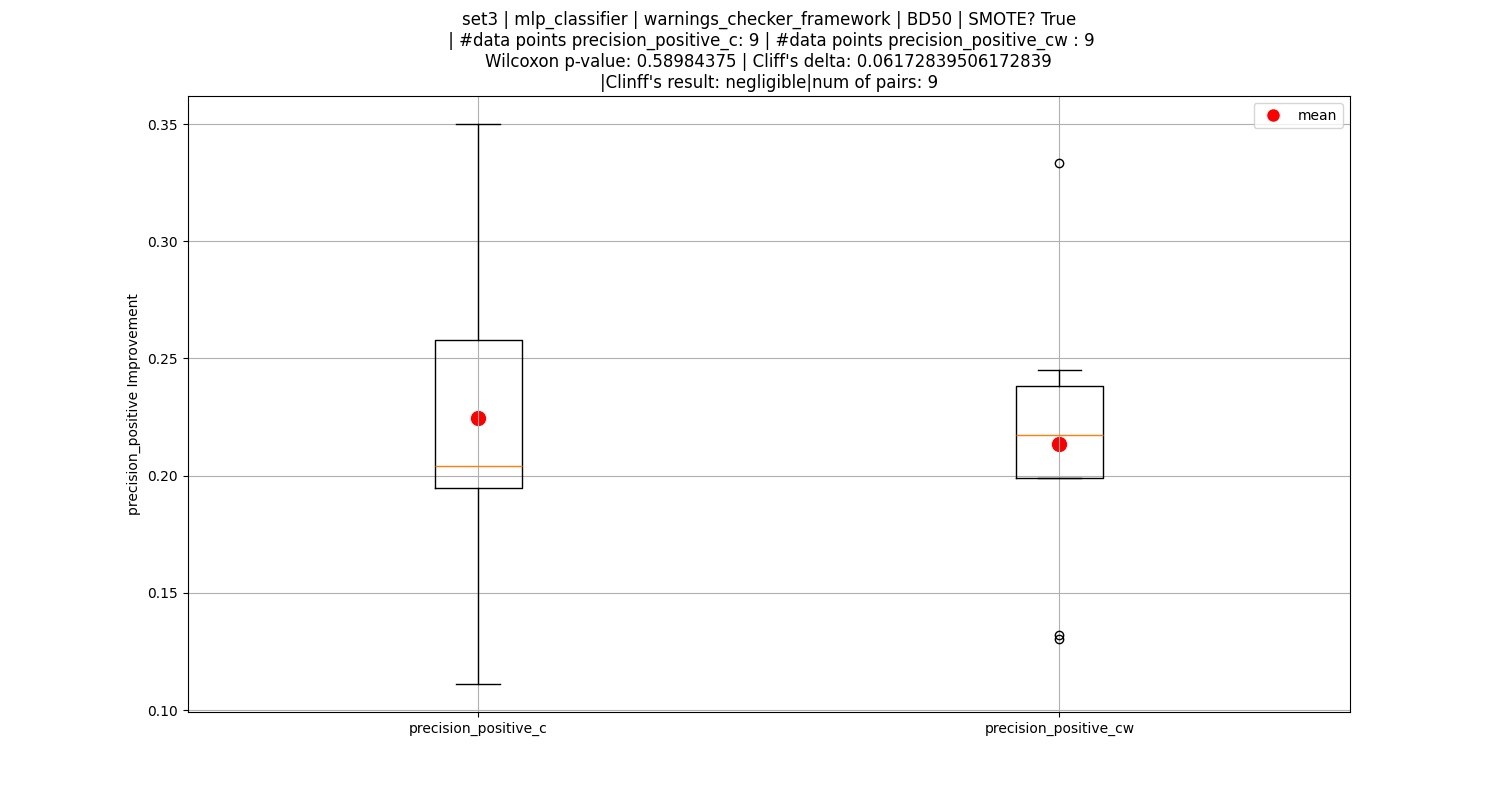 set3 | mlp_classifier | warnings_checker_framework | BD50 | SMOTE? True
| #data points precision_positive_c: 9 | #data points precision_positive_cw : 9
Wilcoxon p-value: 0.58984375 | Cliff's delta: 0.06172839506172839
|Clinff's result: negligible|num of pairs: 9
mean
0.35
0.30
0.25
0.20
0.15
0.10
precision_positive Improvement
precision_positive_c
precision_positive_cw